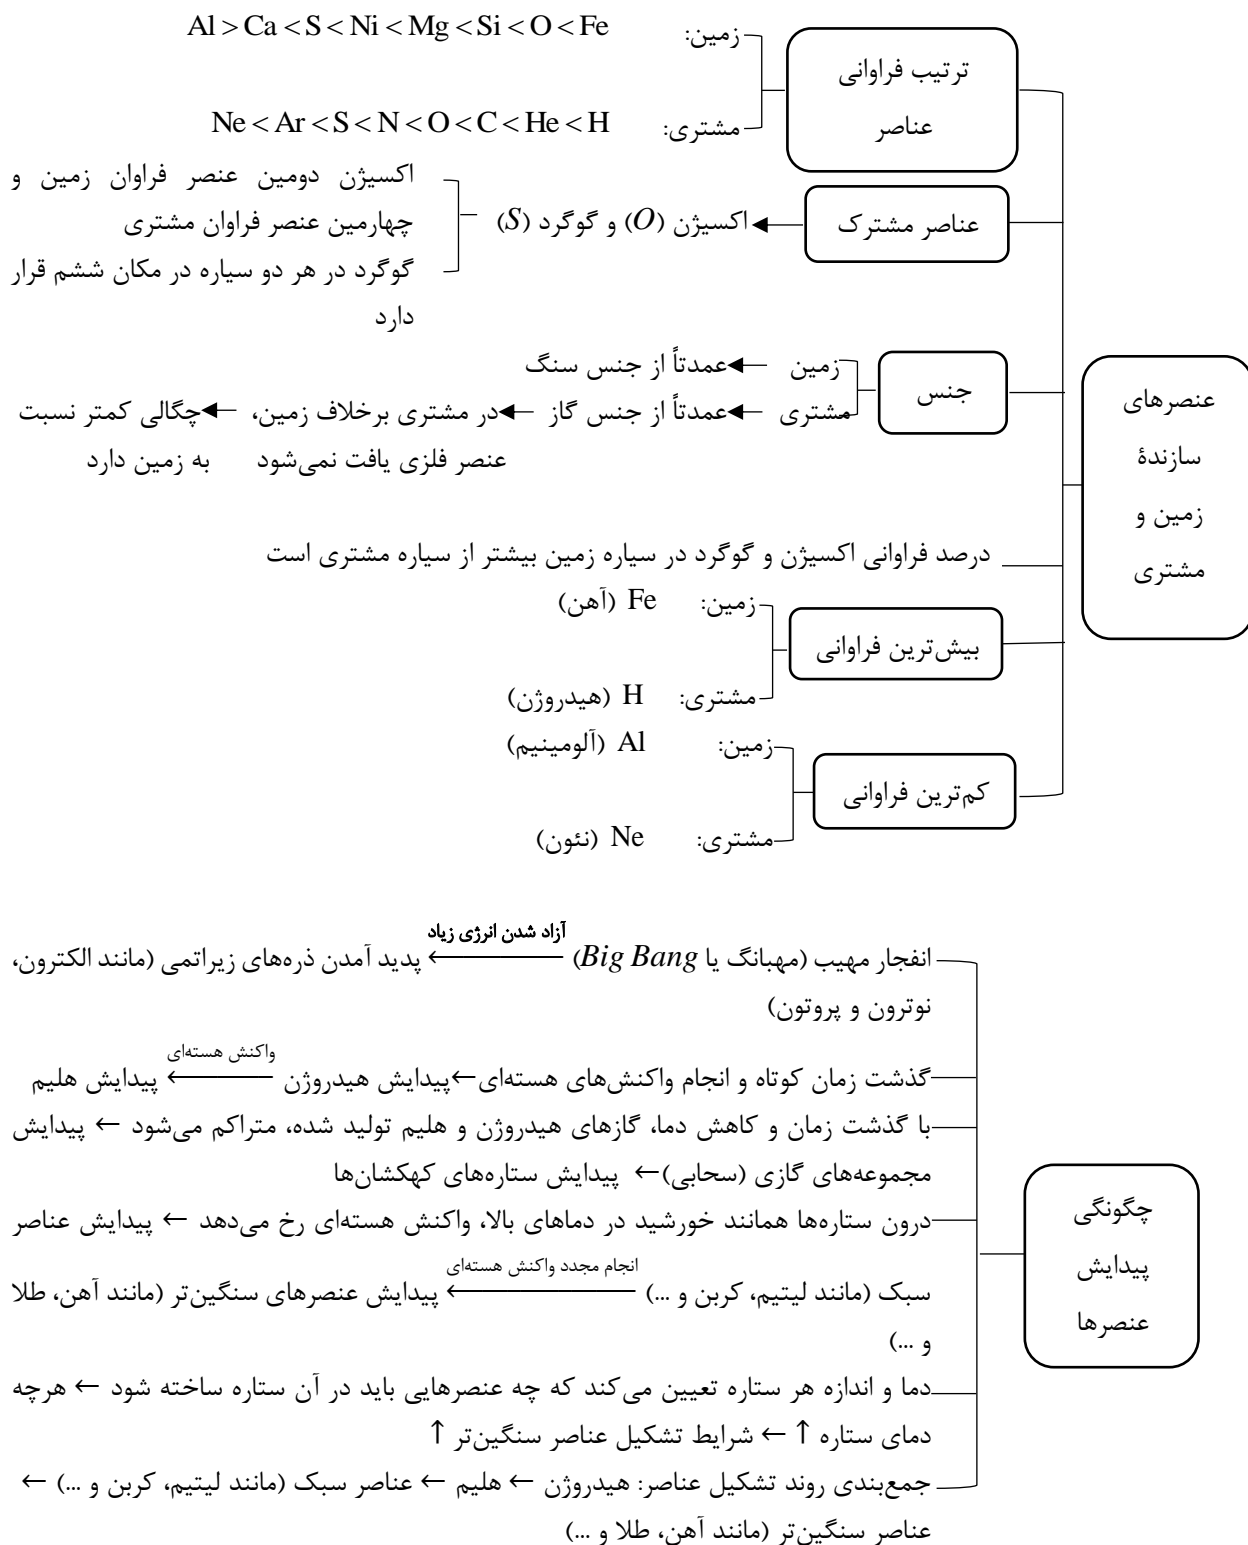 عنصرهای
سازندهٔ
زمین و
مشتری
ترتیب فراوانی
عناصر
زمین: Al > Ca < S < Ni < Mg < Si < O < Fe
مشتری: Ne < Ar < S < N < O < C < He < H
عناصر مشترک
اکسیژن (O) و گوگرد (S)
اکسیژن دومین عنصر فراوان زمین و
چهارمین عنصر فراوان مشتری
گوگرد در هر دو سیاره در مکان ششم قرار
دارد
جنس
زمین ← عمدتاً از جنس سنگ
مشتری ← عمدتاً از جنس گاز ← در مشتری برخلاف زمین، ← چگالی کمتر نسبت
عنصر فلزی یافت نمی‌شود به زمین دارد
درصد فراوانی اکسیژن و گوگرد در سیاره زمین بیشتر از سیاره مشتری است
بیش‌ترین فراوانی
زمین: Fe (آهن)
مشتری: H (هیدروژن)
کم‌ترین فراوانی
زمین: Al (آلومینیم)
مشتری: Ne (نئون)
چگونگی
پیدایش
عنصرها
آزاد شدن انرژی زیاد
انفجار مهیب (مهبانگ یا Big Bang) ← پدید آمدن ذره‌های زیراتمی (مانند الکترون،
نوترون و پروتون)
واکنش هسته‌ای
گذشت زمان کوتاه و انجام واکنش‌های هسته‌ای← پیدایش هیدروژن ← پیدایش هلیم
با گذشت زمان و کاهش دما، گازهای هیدروژن و هلیم تولید شده، متراکم می‌شود ← پیدایش
مجموعه‌های گازی (سحابی)← پیدایش ستاره‌های کهکشان‌ها
درون ستاره‌ها همانند خورشید در دماهای بالا، واکنش هسته‌ای رخ می‌دهد ← پیدایش عناصر
انجام مجدد واکنش هسته‌ای
سبک (مانند لیتیم، کربن و ...) ← پیدایش عنصرهای سنگین‌تر (مانند آهن، طلا
و ...)
دما و اندازه هر ستاره تعیین می‌کند که چه عنصرهایی باید در آن ستاره ساخته شود ← هرچه
دمای ستاره ↑ ← شرایط تشکیل عناصر سنگین‌تر ↑
جمع‌بندی روند تشکیل عناصر: هیدروژن ← هلیم ← عناصر سبک (مانند لیتیم، کربن و ...) ←
عناصر سنگین‌تر (مانند آهن، طلا و ...)